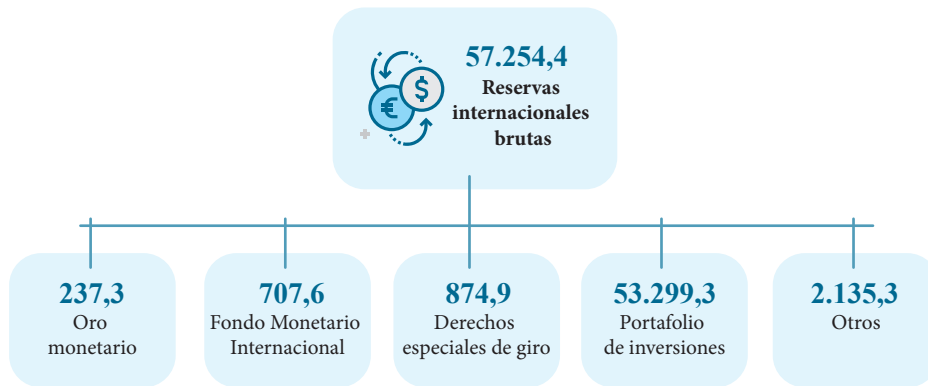 57.254,4
Reservas
internacionales
brutas
€
$
237,3
Oro
monetario
707,6
Fondo Monetario
Internacional
874,9
Derechos
especiales de giro
53.299,3
Portafolio
de inversiones
2.135,3
Otros